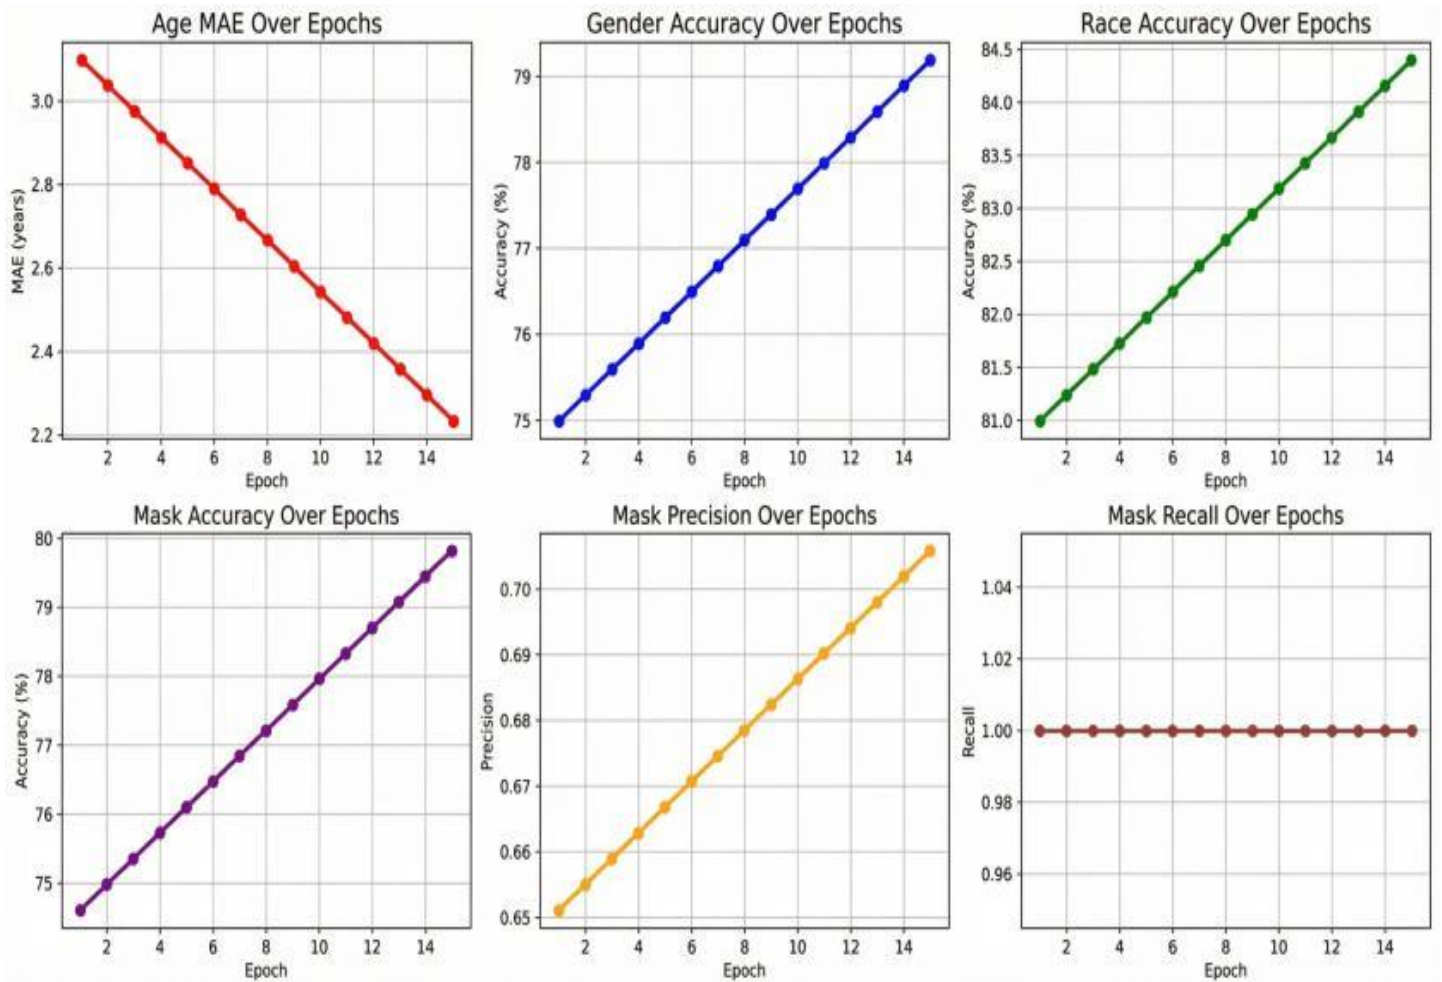 Age MAE Over Epochs
Gender Accuracy Over Epochs
Race Accuracy Over Epochs
MAE (years)
3.0
2.8
2.6
2.4
2.2
2 4 6 8 10 12 14
Epoch
Accuracy (%)
79
78
77
76
75
2 4 6 8 10 12 14
Epoch
Accuracy (%)
84.5
84.0
83.5
83.0
82.5
82.0
81.5
81.0
2 4 6 8 10 12 14
Epoch
Mask Accuracy Over Epochs
Mask Precision Over Epochs
Mask Recall Over Epochs
Accuracy (%)
80
79
78
77
76
75
2 4 6 8 10 12 14
Epoch
Precision
0.70
0.69
0.68
0.67
0.66
0.65
2 4 6 8 10 12 14
Epoch
Recall
1.04
1.02
1.00
0.98
0.96
2 4 6 8 10 12 14
Epoch